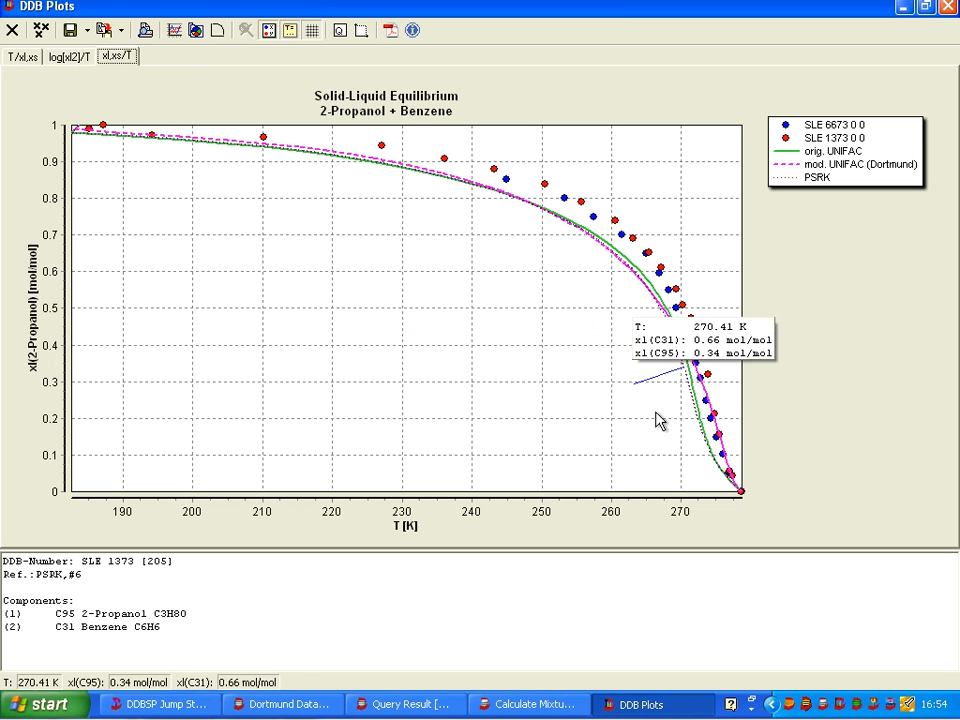 DDB Plots
T/xl,xs log[xl2]/T xl,xs/T
Solid-Liquid Equilibrium
2-Propanol + Benzene
SLE 6673 0 0
SLE 1373 0 0
orig. UNIFAC
mod. UNIFAC (Dortmund)
PSRK
xl(2-Propanol) [mol/mol]
1
0.9
0.8
0.7
0.6
0.5
0.4
0.3
0.2
0.1
0
T: 270.41 K
xl(C31): 0.66 mol/mol
xl(C95): 0.34 mol/mol
190 200 210 220 230 240 250 260 270
T [K]
DDB-Number: SLE 1373 [205]
Ref.:PSRK,#6
Components:
(1) C95 2-Propanol C3H8O
(2) C31 Benzene C6H6
T: 270.41 K xl(C95): 0.34 mol/mol xl(C31): 0.66 mol/mol
start DDBSP Jump St... Dortmund Data... Query Result [... Calculate Mixtu... DDB Plots 16:54